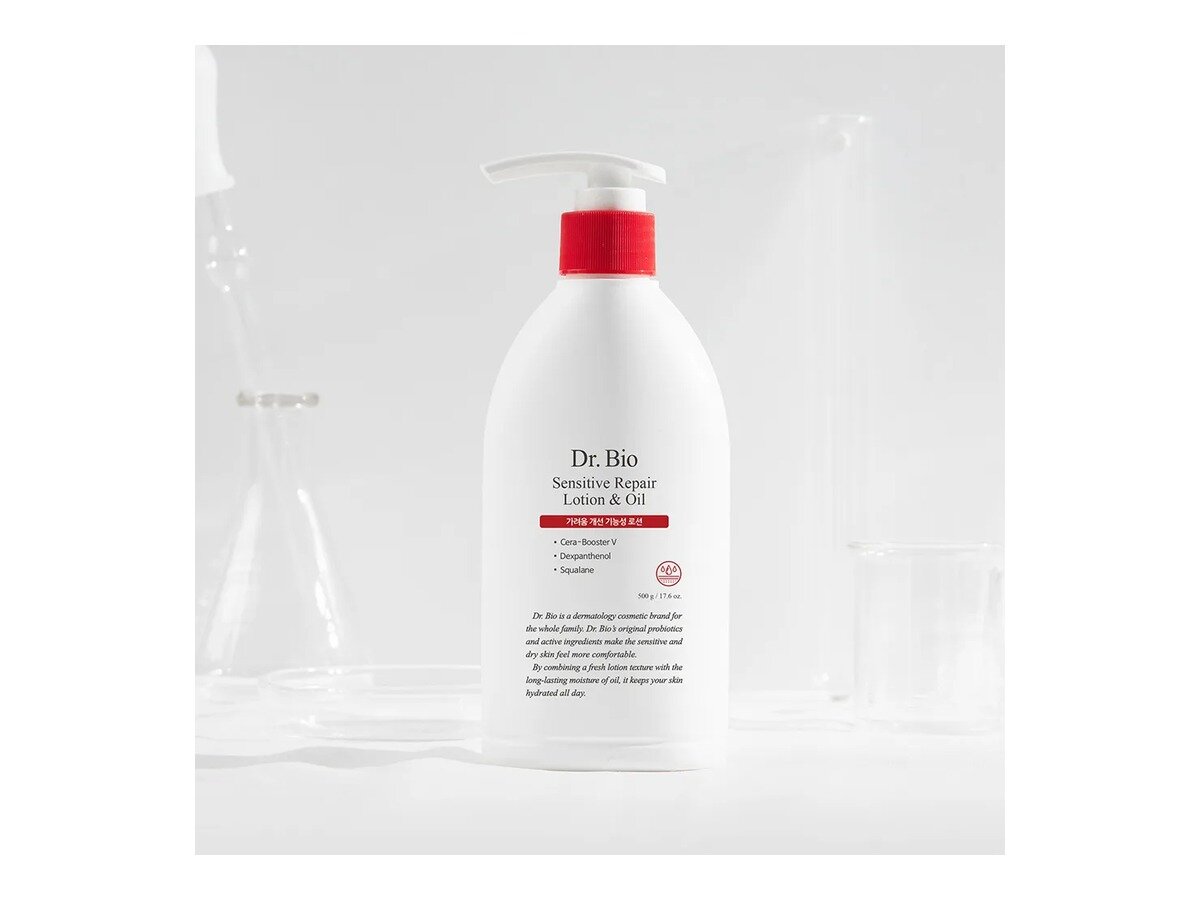 Dr. Bio
Sensitive Repair
Lotion & Oil
가려움 개선 기능성 로션
• Cera-Booster V
• Dexpanthenol
• Squalane
500 g / 17.6 oz.
Dr. Bio is a dermatology cosmetic brand for
the whole family. Dr. Bio's original probiotics
and active ingredients make the sensitive and
dry skin feel more comfortable.
By combining a fresh lotion texture with the
long-lasting moisture of oil, it keeps your skin
hydrated all day.